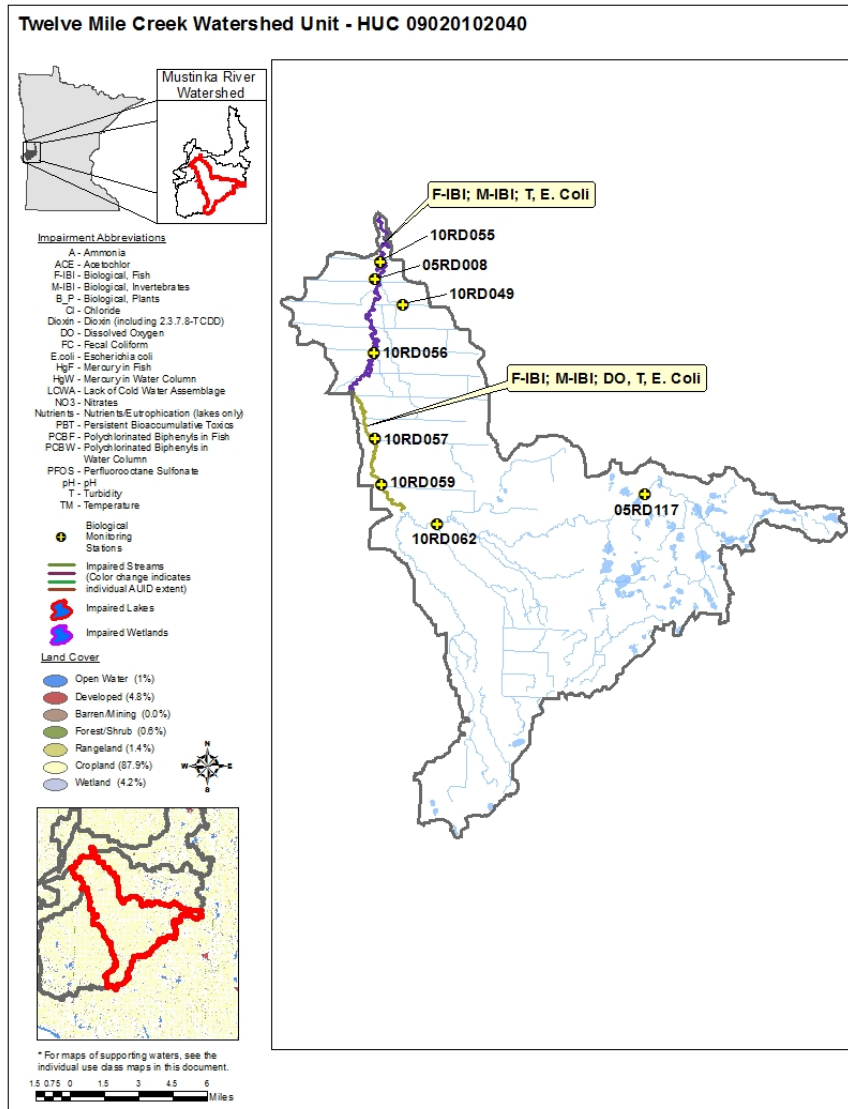 Twelve Mile Creek Watershed Unit - HUC 09020102040
Mustinka River
Watershed
Impairment Abbreviations
A - Ammonia
ACE - Acetochlor
F-IBI - Biological, Fish
M-IBI - Biological, Invertebrates
B_P - Biological, Plants
Cl - Chloride
Dioxin - Dioxin (including 2.3.7.8-TCDD)
DO - Dissolved Oxygen
FC - Fecal Coliform
E.coli - Escherichia coli
HgF - Mercury in Fish
HgW - Mercury in Water Column
LCWA - Lack of Cold Water Assemblage
NO3 - Nitrates
Nutrients - Nutrients/Eutrophication (lakes only)
PBT - Persistent Bioaccumulative Toxics
PCBF - Polychlorinated Biphenyls in Fish
PCBW - Polychlorinated Biphenyls in
Water Column
PFOS - Perfluorooctane Sulfonate
pH - pH
T - Turbidity
TM - Temperature
Biological
Monitoring
Stations
Impaired Streams
(Color change indicates
individual AUID extent)
Impaired Lakes
Impaired Wetlands
Land Cover
Open Water (1%)
Developed (4.8%)
Barren/Mining (0.0%)
Forest/Shrub (0.6%)
Rangeland (1.4%)
Cropland (87.9%)
Wetland (4.2%)
N
W E
S
* For maps of supporting waters, see the
individual use class maps in this document.
1.5 0.75 0 1.5 3 4.5 6
Miles
F-IBI; M-IBI; T, E. Coli
10RD055
05RD008
10RD049
10RD056
F-IBI; M-IBI; DO, T, E. Coli
10RD057
10RD059
05RD117
10RD062